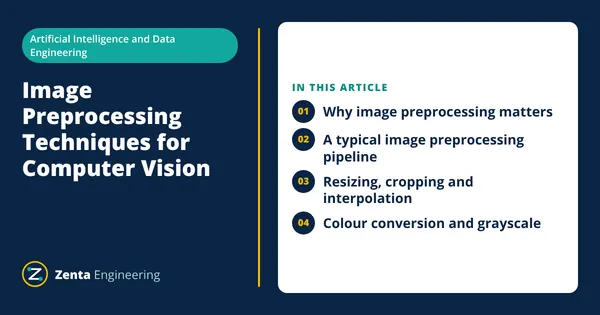 Artificial Intelligence and Data
Engineering
Image
Preprocessing
Techniques for
Computer Vision
Z Zenta Engineering
IN THIS ARTICLE
01 Why image preprocessing matters
02 A typical image preprocessing
pipeline
03 Resizing, cropping and
interpolation
04 Colour conversion and grayscale